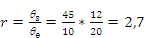 r = θ_s/θ_e = 45/10 * 12/20 = 2,7